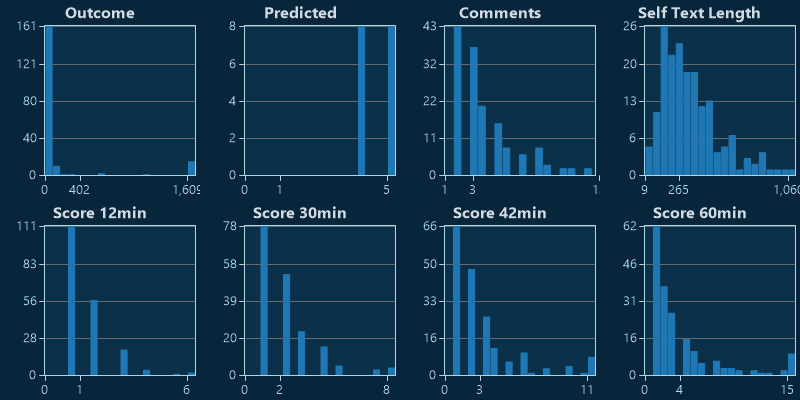 Outcome
161
121
80
40
0
0 402 1,609
Predicted
8
6
4
2
0
0 1 5
Comments
43
32
22
11
0
1 3 1
Self Text Length
26
20
13
6
0
9 265 1,060
Score 12min
111
83
56
28
0
0 1 6
Score 30min
78
58
39
20
0
0 2 8
Score 42min
66
50
33
16
0
0 3 11
Score 60min
62
46
31
16
0
0 4 15